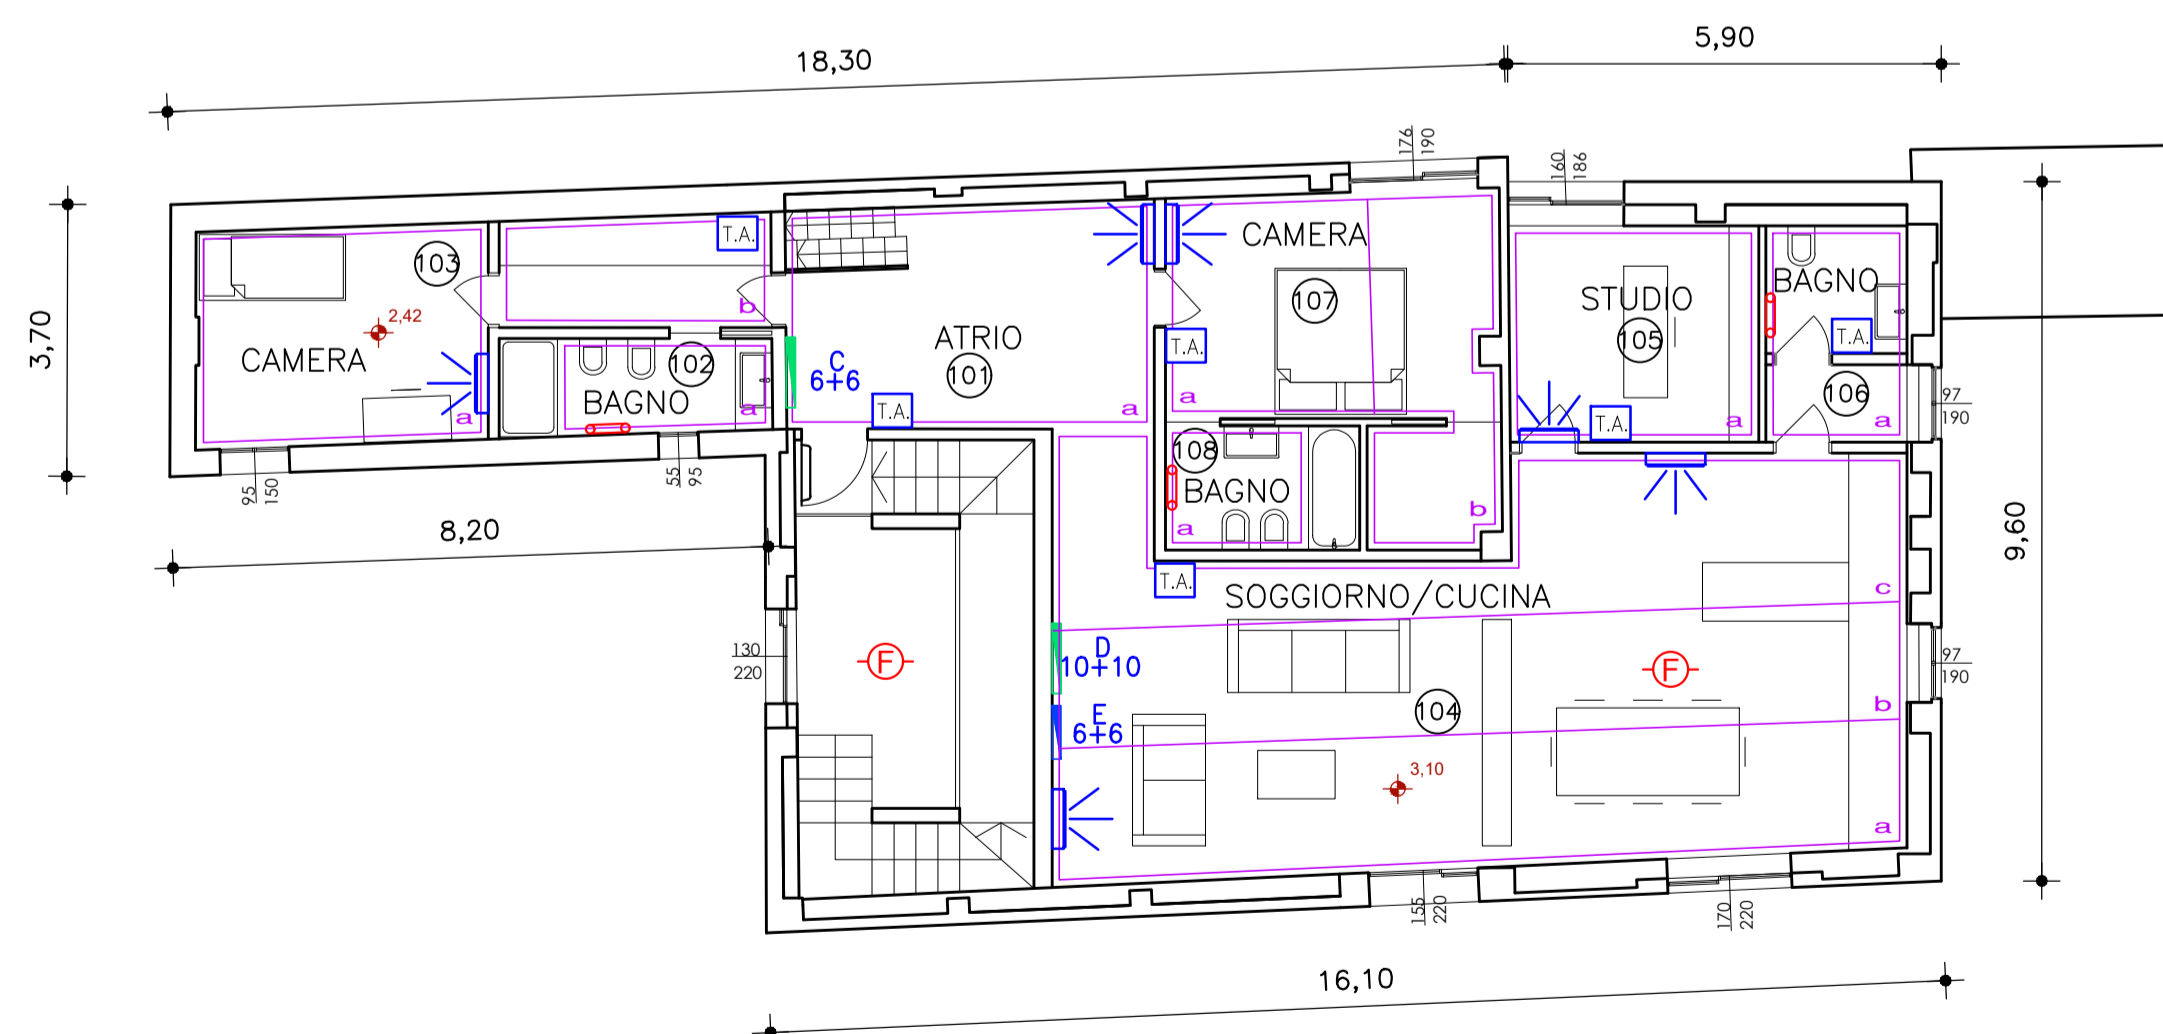 5,90
18,30
176
190
160
186
T.A.
CAMERA
103
2,42
CAMERA
a
b
102
BAGNO
a
C
6+6
ATRIO
101
T.A.
a
107
T.A.
a
STUDIO
105
T.A.
a
BAGNO
T.A.
106
a
97
190
3,70
95
150
55
95
8,20
108
BAGNO
a
b
T.A.
SOGGIORNO/CUCINA
c
9,60
130
220
F
D
10+10
E
6+6
104
F
97
190
b
3,10
a
155
220
170
220
16,10